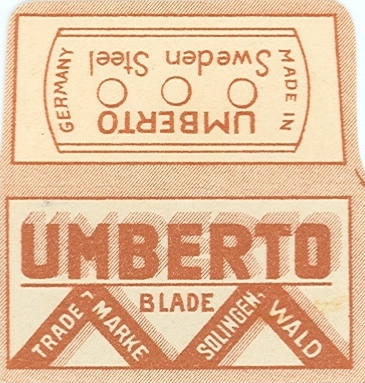 MADE IN
GERMANY
UMBERTO
Sweden Steel
UMBERTO
BLADE
TRADE MARKE
SOLINGEN, WALD